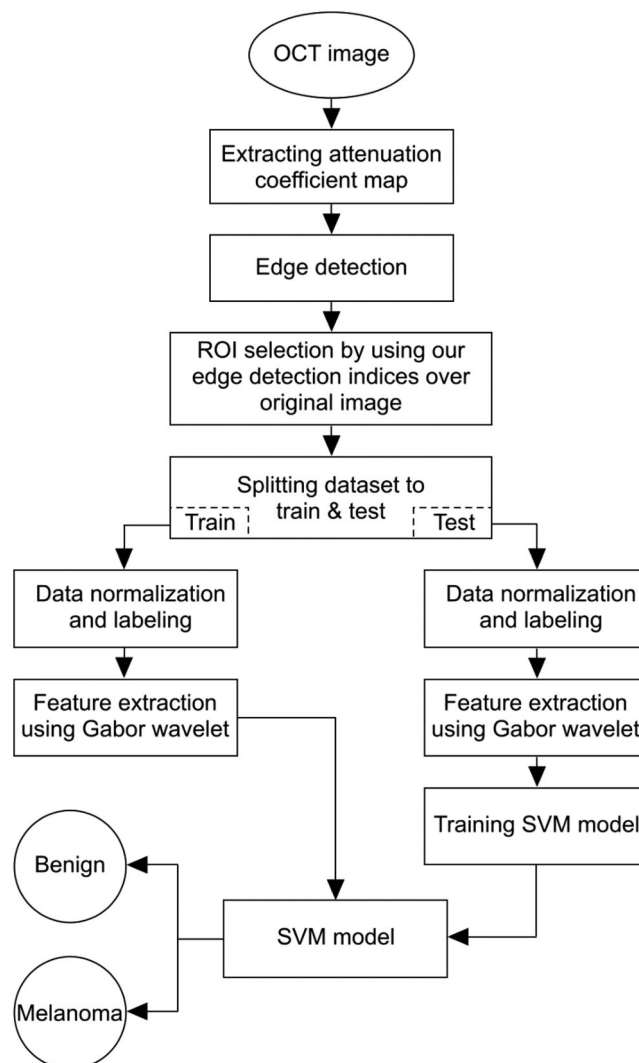 OCT image
Extracting attenuation
coefficient map
Edge detection
ROI selection by using our
edge detection indices over
original image
Splitting dataset to
train & test
Train
Test
Data normalization
and labeling
Data normalization
and labeling
Feature extraction
using Gabor wavelet
Feature extraction
using Gabor wavelet
Training SVM model
Benign
SVM model
Melanoma